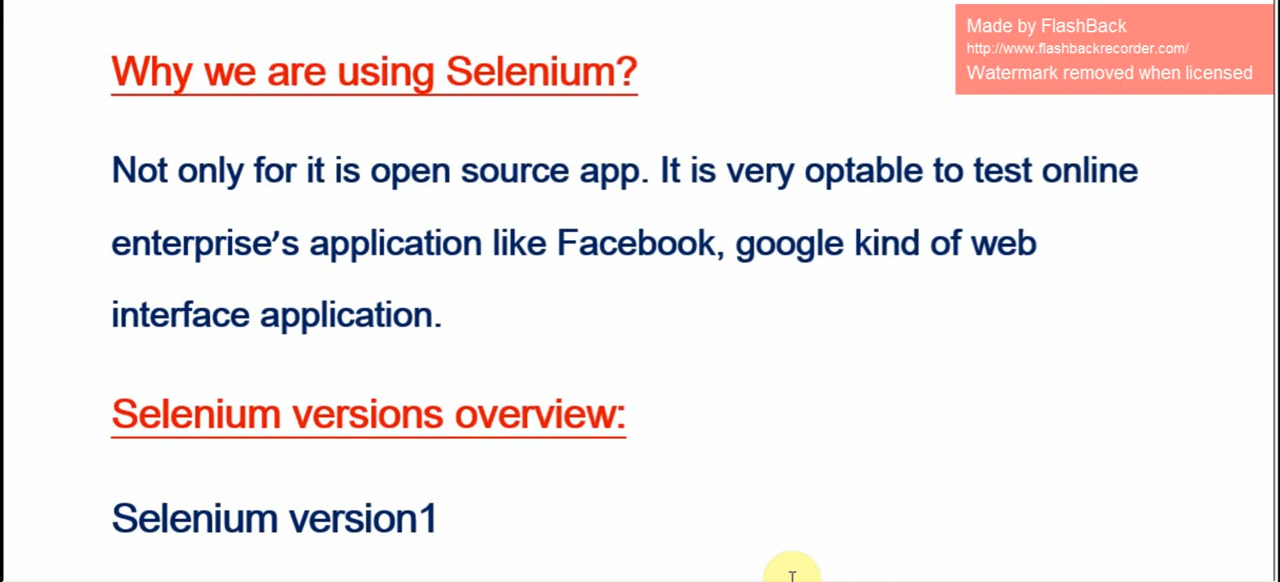 Made by FlashBack
http://www.flashbackrecorder.com/
Watermark removed when licensed
Why we are using Selenium?
Not only for it is open source app. It is very optable to test online
enterprise’s application like Facebook, google kind of web
interface application.
Selenium versions overview:
Selenium version1